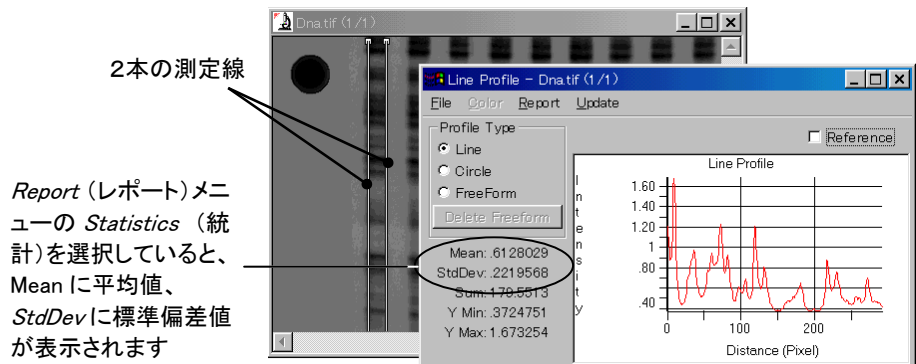 Dna.tif (1/1)
2本の測定線
Line Profile - Dna.tif (1/1)
File Color Report Update
Profile Type
Line
Circle
FreeForm
Delete Freeform
Reference
Line Profile
Intensity
1.60
1.40
1.20
1
.80
.40
0 100 200
Distance (Pixel)
Mean: .6128029
StdDev: .2219568
Sum: 179.5513
Y Min: .3724751
Y Max: 1.673254
Report (レポート)メニ
ューの Statistics (統
計)を選択していると、
Mean に平均値、
StdDev に標準偏差値
が表示されます